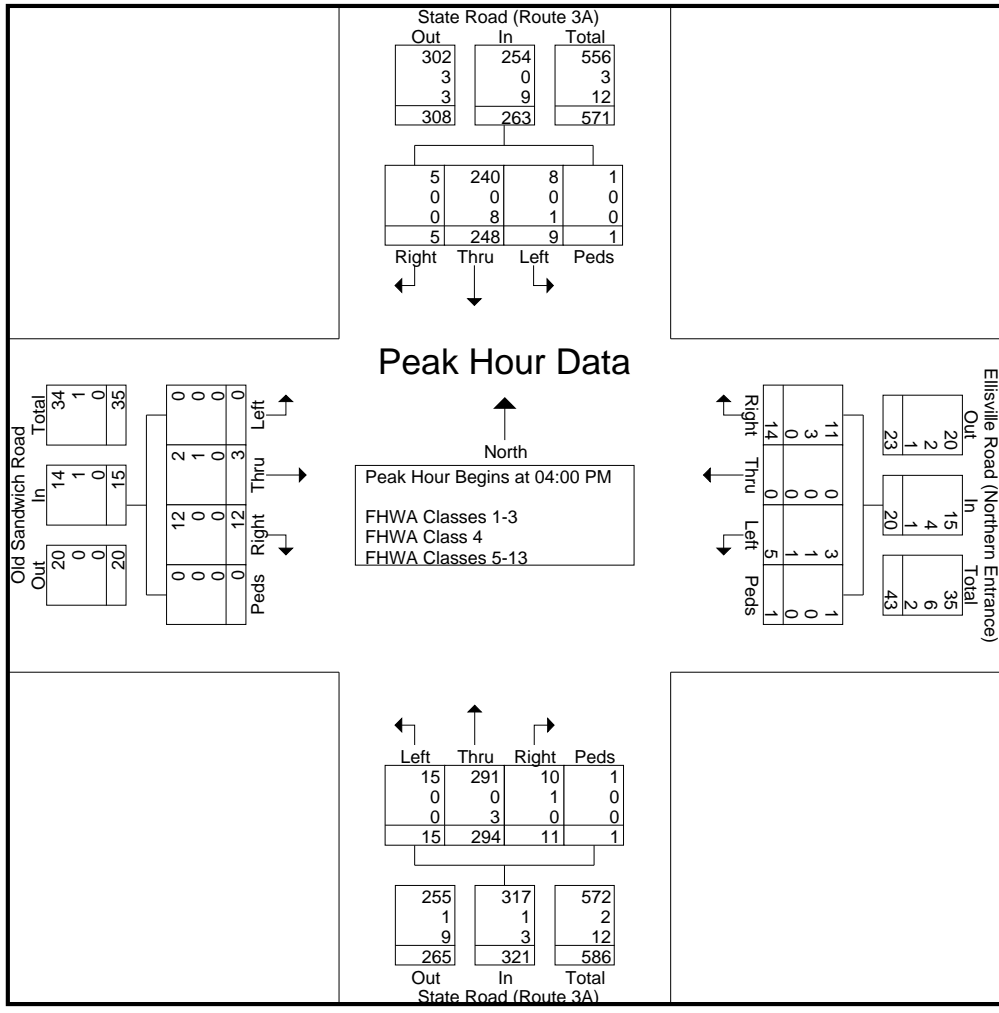 State Road (Route 3A)
Out In Total
302 254 556
3 0 3
3 9 12
308 263 571
5 240 8 1
0 0 0 0
0 8 1 0
5 248 9 1
Right Thru Left Peds
Peak Hour Data
North
Peak Hour Begins at 04:00 PM
FHWA Classes 1-3
FHWA Class 4
FHWA Classes 5-13
Old Sandwich Road
Out In Total
20 14 34
0 1 1
0 0 0
20 15 35
0 12 2 0
0 0 1 0
0 0 0 0
0 12 3 0
Peds Right Thru Left
Ellisville Road (Northern Entrance)
Out In Total
20 15 35
2 4 6
1 1 2
23 20 43
11 0 3 1
3 0 1 0
0 0 1 0
14 0 5 1
Right Thru Left Peds
Left Thru Right Peds
15 291 10 1
0 0 1 0
0 3 0 0
15 294 11 1
255 317 572
1 1 2
9 3 12
265 321 586
Out In Total
State Road (Route 3A)